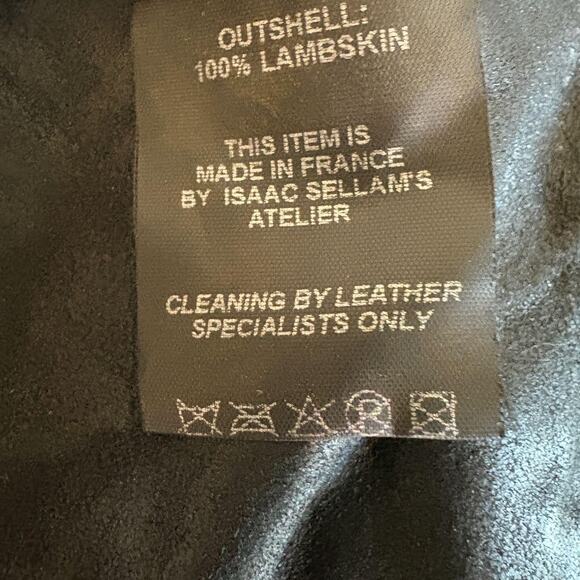 OUTSHELL:
100% LAMBSKIN
THIS ITEM IS
MADE IN FRANCE
BY ISAAC SELLAM'S
ATELIER
CLEANING BY LEATHER
SPECIALISTS ONLY